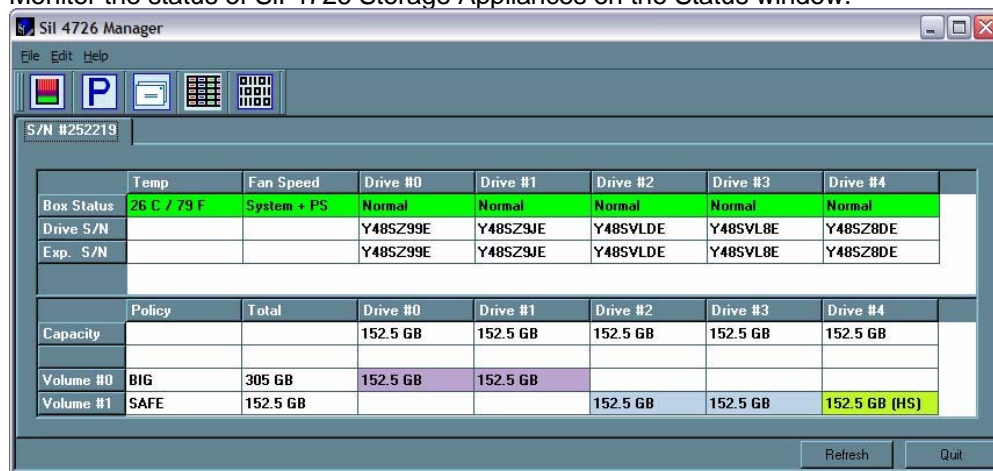 Monitor the status of SiI 4726 Storage Appliances on the Status window.
SiI 4726 Manager
File Edit Help
P
S/N #252219
Temp Fan Speed Drive #0 Drive #1 Drive #2 Drive #3 Drive #4
Box Status 26 C / 79 F System + PS Normal Normal Normal Normal Normal
Drive S/N Y48SZ99E Y48SZ9JE Y48SVLDE Y48SVL8E Y48SZ8DE
Exp. S/N Y48SZ99E Y48SZ9JE Y48SVLDE Y48SVL8E Y48SZ8DE
Policy Total Drive #0 Drive #1 Drive #2 Drive #3 Drive #4
Capacity 152.5 GB 152.5 GB 152.5 GB 152.5 GB 152.5 GB
Volume #0 BIG 305 GB 152.5 GB 152.5 GB
Volume #1 SAFE 152.5 GB 152.5 GB 152.5 GB 152.5 GB (HS)
Refresh Quit